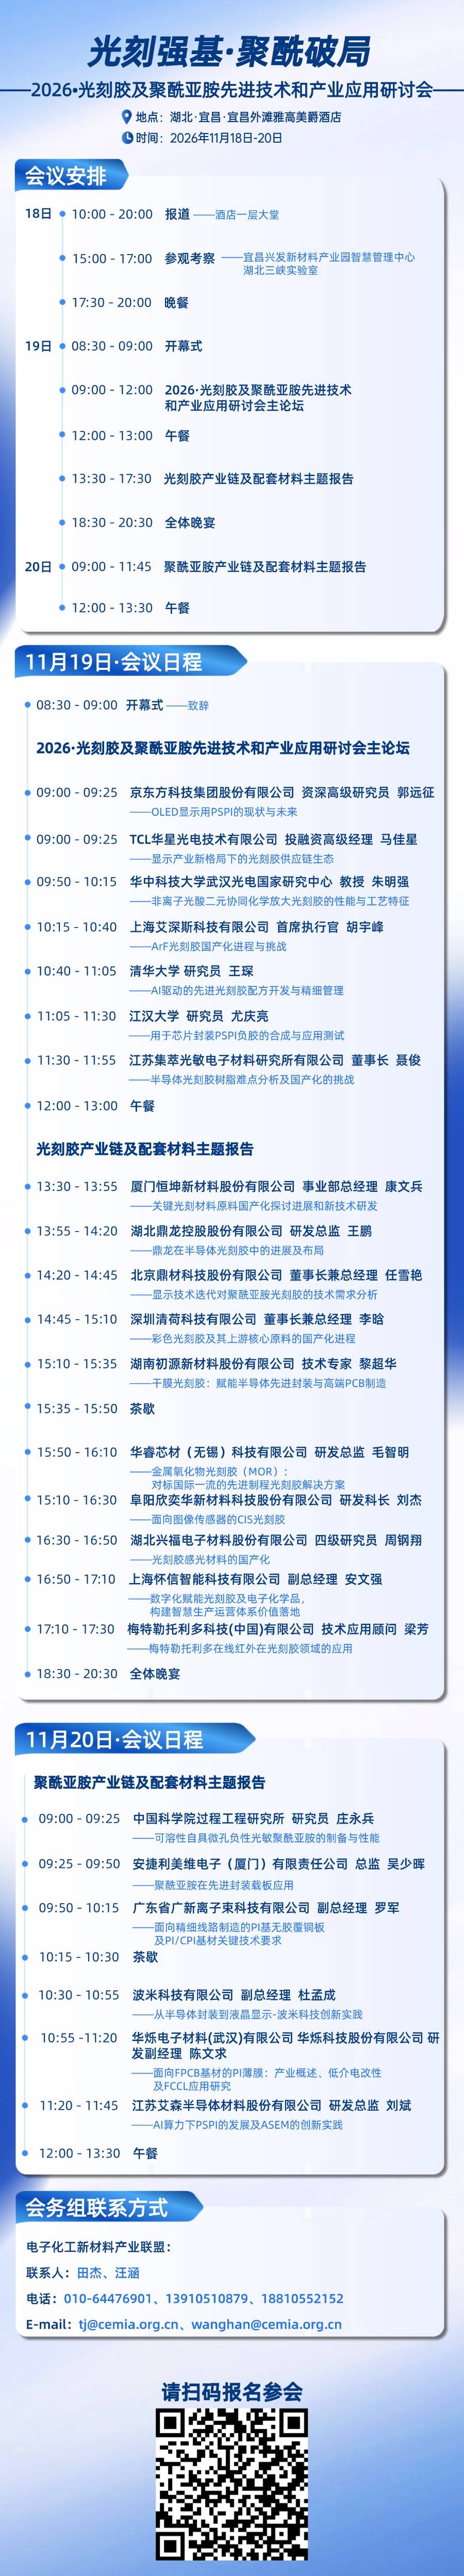 光刻强基·聚酰破局
2026·光刻胶及聚酰亚胺先进技术和产业应用研讨会
地点：湖北·宜昌·宜昌外滩雅高美爵酒店
时间：2026年11月18日-20日
会议安排
18日 10:00 - 20:00 报道 ——酒店一层大堂
15:00 - 17:00 参观考察 ——宜昌兴发新材料产业园智慧管理中心
湖北三峡实验室
17:30 - 20:00 晚餐
19日 08:30 - 09:00 开幕式
09:00 - 12:00 2026·光刻胶及聚酰亚胺先进技术
和产业应用研讨会主论坛
12:00 - 13:00 午餐
13:30 - 17:30 光刻胶产业链及配套材料主题报告
18:30 - 20:30 全体晚宴
20日 09:00 - 11:45 聚酰亚胺产业链及配套材料主题报告
12:00 - 13:30 午餐
11月19日·会议日程
08:30 - 09:00 开幕式 ——致辞
2026·光刻胶及聚酰亚胺先进技术和产业应用研讨会主论坛
09:00 - 09:25 京东方科技集团股份有限公司 资深高级研究员 郭远征
——OLED显示用PSPI的现状与未来
09:00 - 09:25 TCL华星光电技术有限公司 投融资高级经理 马佳星
——显示产业新格局下的光刻胶供应链生态
09:50 - 10:15 华中科技大学武汉光电国家研究中心 教授 朱明强
——非离子光酸二元协同化学放大光刻胶的性能与工艺特征
10:15 - 10:40 上海艾深斯科技有限公司 首席执行官 胡宇峰
——ArF光刻胶国产化进程与挑战
10:40 - 11:05 清华大学 研究员 王琛
——AI驱动的先进光刻胶配方开发与精细管理
11:05 - 11:30 江汉大学 研究员 尤庆亮
——用于芯片封装PSPI负胶的合成与应用测试
11:30 - 11:55 江苏集萃光敏电子材料研究所有限公司 董事长 聂俊
——半导体光刻胶树脂难点分析及国产化的挑战
12:00 - 13:00 午餐
光刻胶产业链及配套材料主题报告
13:30 - 13:55 厦门恒坤新材料股份有限公司 事业部总经理 康文兵
——关键光刻材料原料国产化探讨进展和新技术研发
13:55 - 14:20 湖北鼎龙控股股份有限公司 研发总监 王鹏
——鼎龙在半导体光刻胶中的进展及布局
14:20 - 14:45 北京鼎材科技股份有限公司 董事长兼总经理 任雪艳
——显示技术迭代对聚酰亚胺光刻胶的技术需求分析
14:45 - 15:10 深圳清荷科技有限公司 董事长兼总经理 李晗
——彩色光刻胶及其上游核心原料的国产化进程
15:10 - 15:35 湖南初源新材料股份有限公司 技术专家 黎超华
——干膜光刻胶：赋能半导体先进封装与高端PCB制造
15:35 - 15:50 茶歇
15:50 - 16:10 华睿芯材（无锡）科技有限公司 研发总监 毛智明
——金属氧化物光刻胶（MOR）：
对标国际一流的先进制程光刻胶解决方案
15:10 - 16:30 阜阳欣奕华新材料科技股份有限公司 研发科长 刘杰
——面向图像传感器的CIS光刻胶
16:30 - 16:50 湖北兴福电子材料股份有限公司 四级研究员 周钢翔
——光刻胶感光材料的国产化
16:50 - 17:10 上海怀信智能科技有限公司 副总经理 安文强
——数字化赋能光刻胶及电子化学品，
构建智慧生产运营体系价值落地
17:10 - 17:30 梅特勒托利多科技(中国)有限公司 技术应用顾问 梁芳
——梅特勒托利多在线红外在光刻胶领域的应用
18:30 - 20:30 全体晚宴
11月20日·会议日程
聚酰亚胺产业链及配套材料主题报告
09:00 - 09:25 中国科学院过程工程研究所 研究员 庄永兵
——可溶性自具微孔负性光敏聚酰亚胺的制备与性能
09:25 - 09:50 安捷利美维电子（厦门）有限责任公司 总监 吴少晖
——聚酰亚胺在先进封装载板应用
09:50 - 10:15 广东省广新离子束科技有限公司 副总经理 罗军
——面向精细线路制造的PI基无胶覆铜板
及PI/CPI基材关键技术要求
10:15 - 10:30 茶歇
10:30 - 10:55 波米科技有限公司 副总经理 杜孟成
——从半导体封装到液晶显示-波米科技创新实践
10:55 -11:20 华烁电子材料(武汉)有限公司 华烁科技股份有限公司 研
发副经理 陈文求
——面向FPCB基材的PI薄膜：产业概述、低介电改性
及FCCL应用研究
11:20 - 11:45 江苏艾森半导体材料股份有限公司 研发总监 刘斌
——AI算力下PSPI的发展及ASEM的创新实践
12:00 - 13:30 午餐
会务组联系方式
电子化工新材料产业联盟：
联系人：田杰、汪涵
电话：010-64476901、13910510879、18810552152
E-mail：tj@cemia.org.cn、wanghan@cemia.org.cn
请扫码报名参会